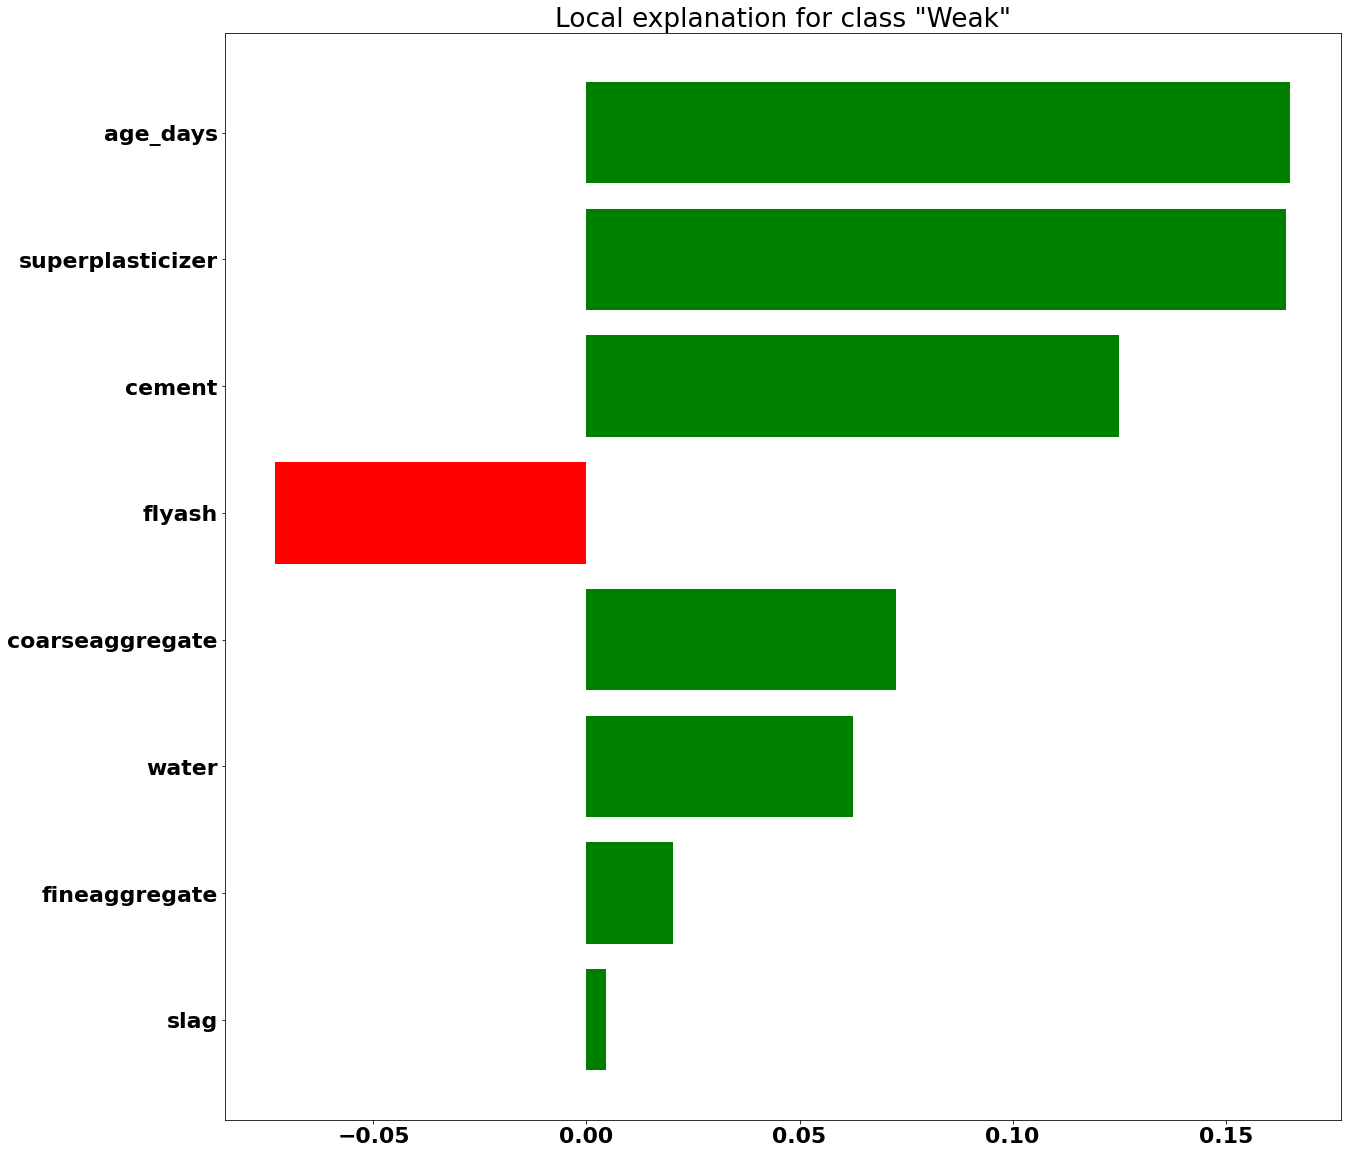 Local explanation for class "Weak"
age_days
superplasticizer
cement
flyash
coarseaggregate
water
fineaggregate
slag
−0.05 0.00 0.05 0.10 0.15